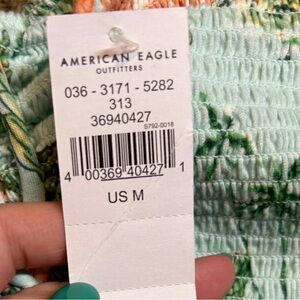 AMERICAN EAGLE
OUTFITTERS
036 - 3171 - 5282
313
36940427
S792-0018
4 00369 40427 1
US M